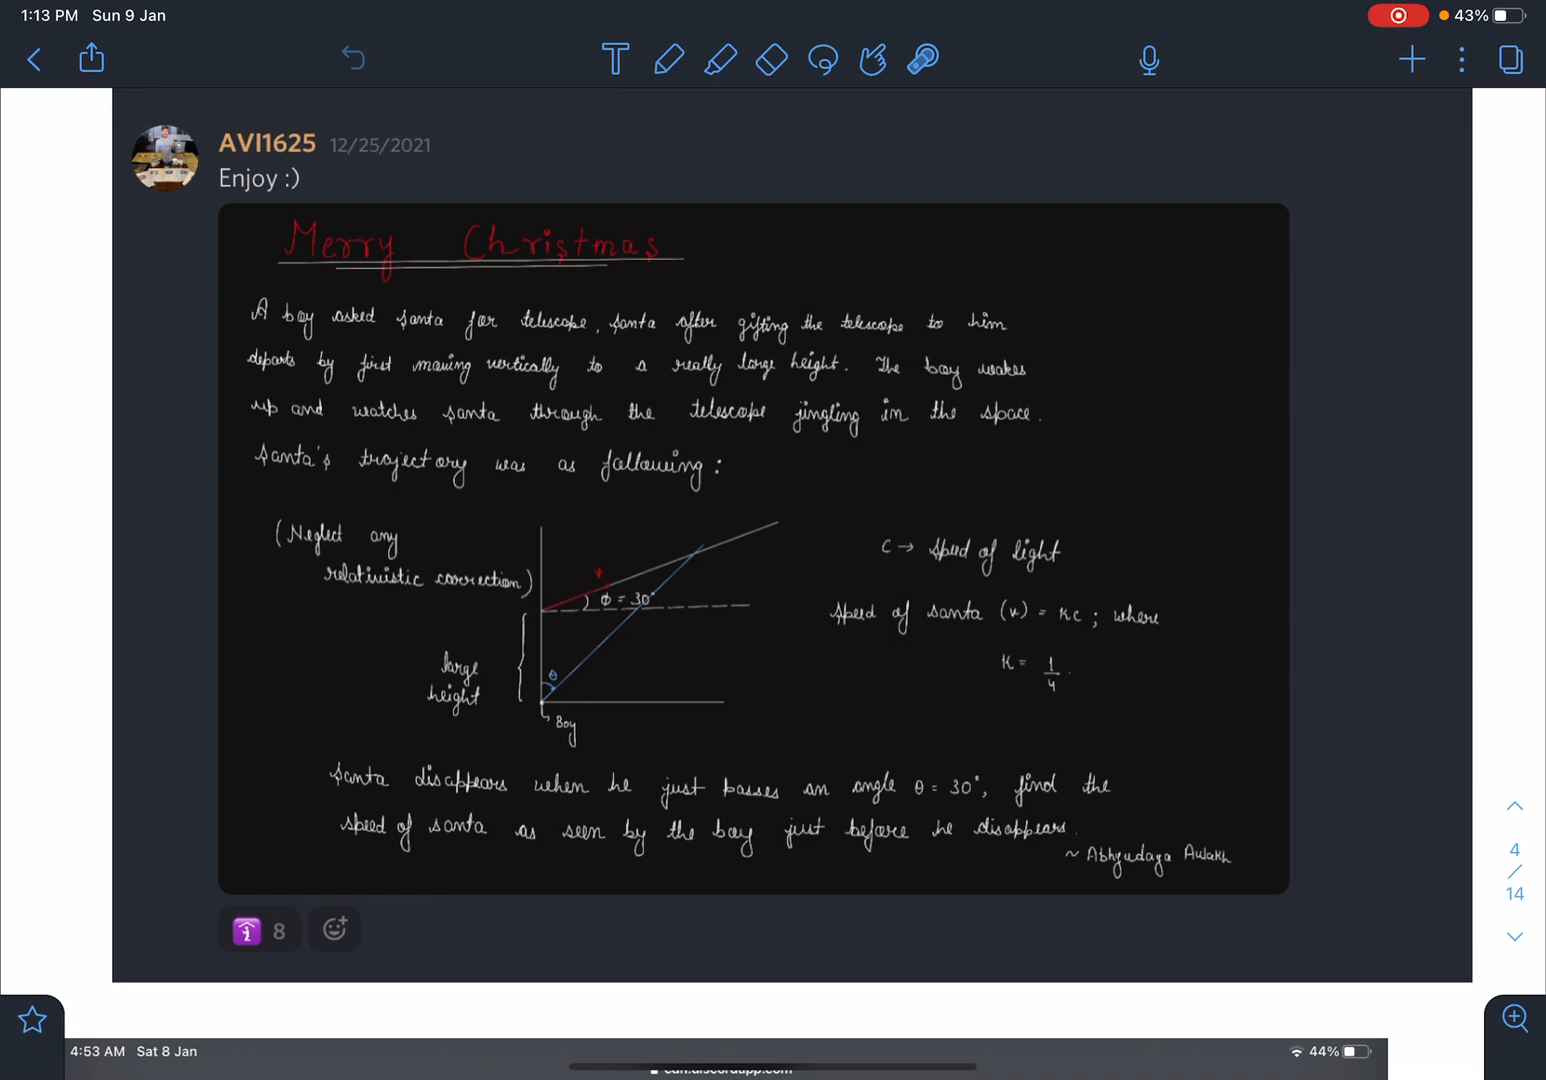 1:13 PM Sun 9 Jan
43%
AVI1625 12/25/2021
Enjoy :)
Merry Christmas
A boy asked santa for telescope, santa after gifting the telescope to him
departs by first moving vertically to a really large height. The boy wakes
up and watches santa through the telescope jingling in the space.
Santa's trajectory was as following:
(Neglect any
relativistic correction)
v
ϕ = 30°
θ
large
height
Boy
c → speed of light
speed of santa (v) = kc ; where
k = 1/4
santa disappears when he just passes an angle θ = 30°, find the
speed of santa as seen by the boy just before he disappears.
~ Abhyudaya Aulakh
8
4
/
14
4:53 AM Sat 8 Jan
44%
cdn.discordapp.com